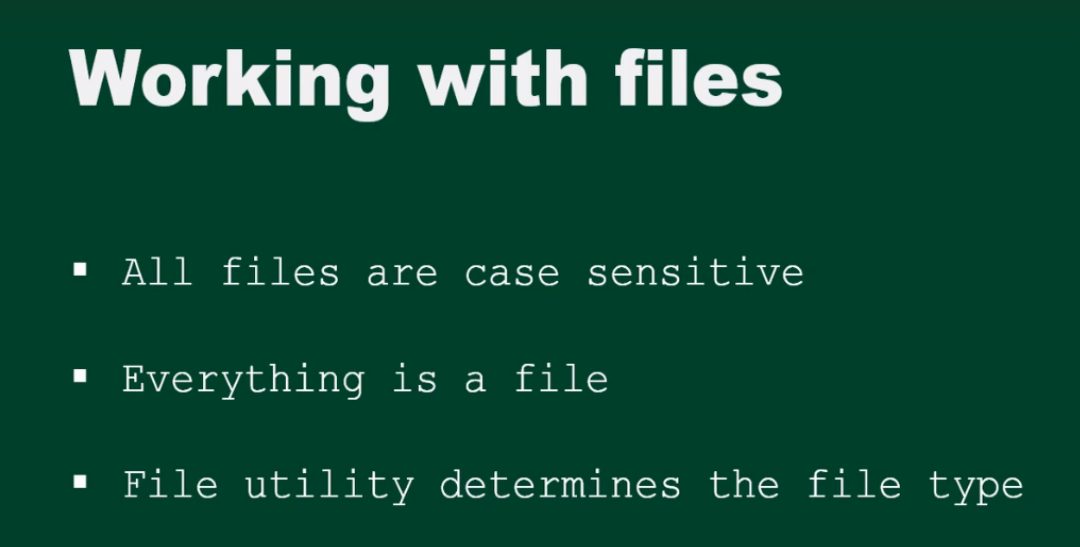 Working with files
▪ All files are case sensitive
▪ Everything is a file
▪ File utility determines the file type